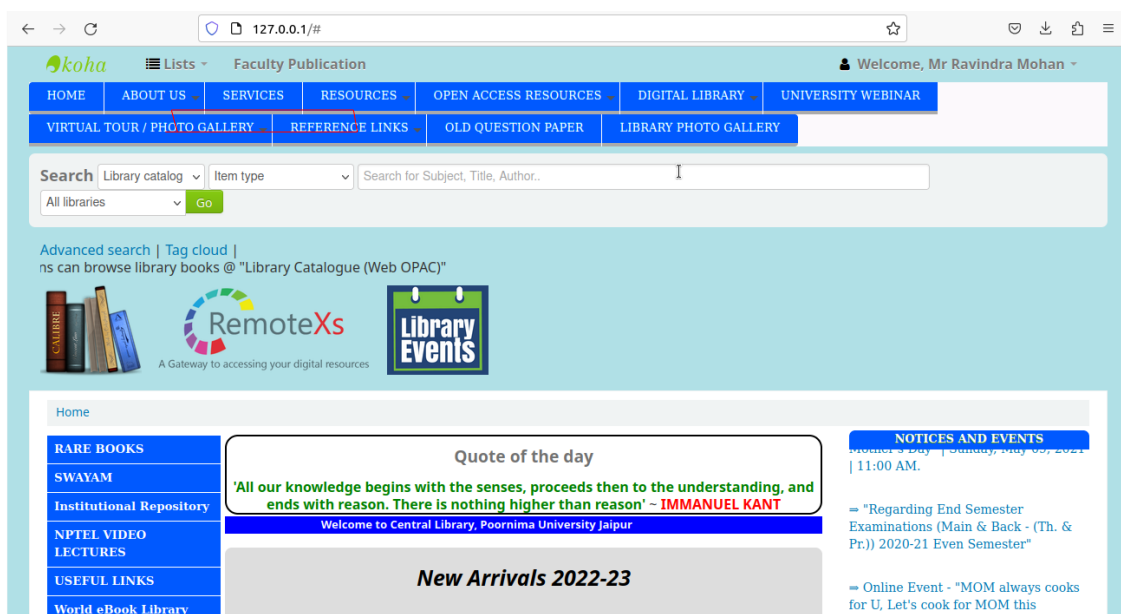 127.0.0.1/#
koha Lists Faculty Publication Welcome, Mr Ravindra Mohan
HOME ABOUT US SERVICES RESOURCES OPEN ACCESS RESOURCES DIGITAL LIBRARY UNIVERSITY WEBINAR
VIRTUAL TOUR / PHOTO GALLERY REFERENCE LINKS OLD QUESTION PAPER LIBRARY PHOTO GALLERY
Search Library catalog Item type Search for Subject, Title, Author..
All libraries Go
Advanced search | Tag cloud |
ns can browse library books @ "Library Catalogue (Web OPAC)"
CALIBRE
RemoteXs
A Gateway to accessing your digital resources
Library
Events
Home
RARE BOOKS
SWAYAM
Institutional Repository
NPTEL VIDEO
LECTURES
USEFUL LINKS
World eBook Library
Quote of the day
'All our knowledge begins with the senses, proceeds then to the understanding, and
ends with reason. There is nothing higher than reason' ~ IMMANUEL KANT
Welcome to Central Library, Poornima University Jaipur
New Arrivals 2022-23
NOTICES AND EVENTS
Mother's Day" | Sunday, May 09, 2021
| 11:00 AM.
⇒ "Regarding End Semester
Examinations (Main & Back - (Th. &
Pr.)) 2020-21 Even Semester"
⇒ Online Event - "MOM always cooks
for U, Let's cook for MOM this